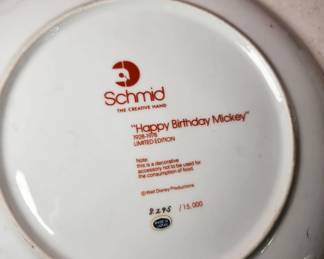 Schmid
THE CREATIVE HAND
"Happy Birthday Mickey"
1928-1978
LIMITED EDITION
Note:
this is a decorative
accessory not to be used for
the consumption of food.
© Walt Disney Productions
8295 /15,000